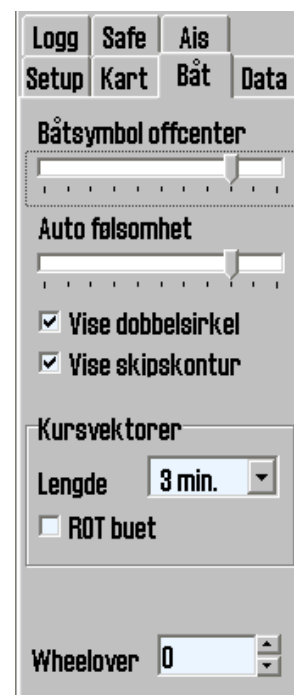 Logg Safe Ais
Setup Kart Båt Data
Båtsymbol offcenter
Auto følsomhet
Vise dobbelsirkel
Vise skipskontur
Kursvektorer
Lengde 3 min.
ROT buet
Wheelover 0